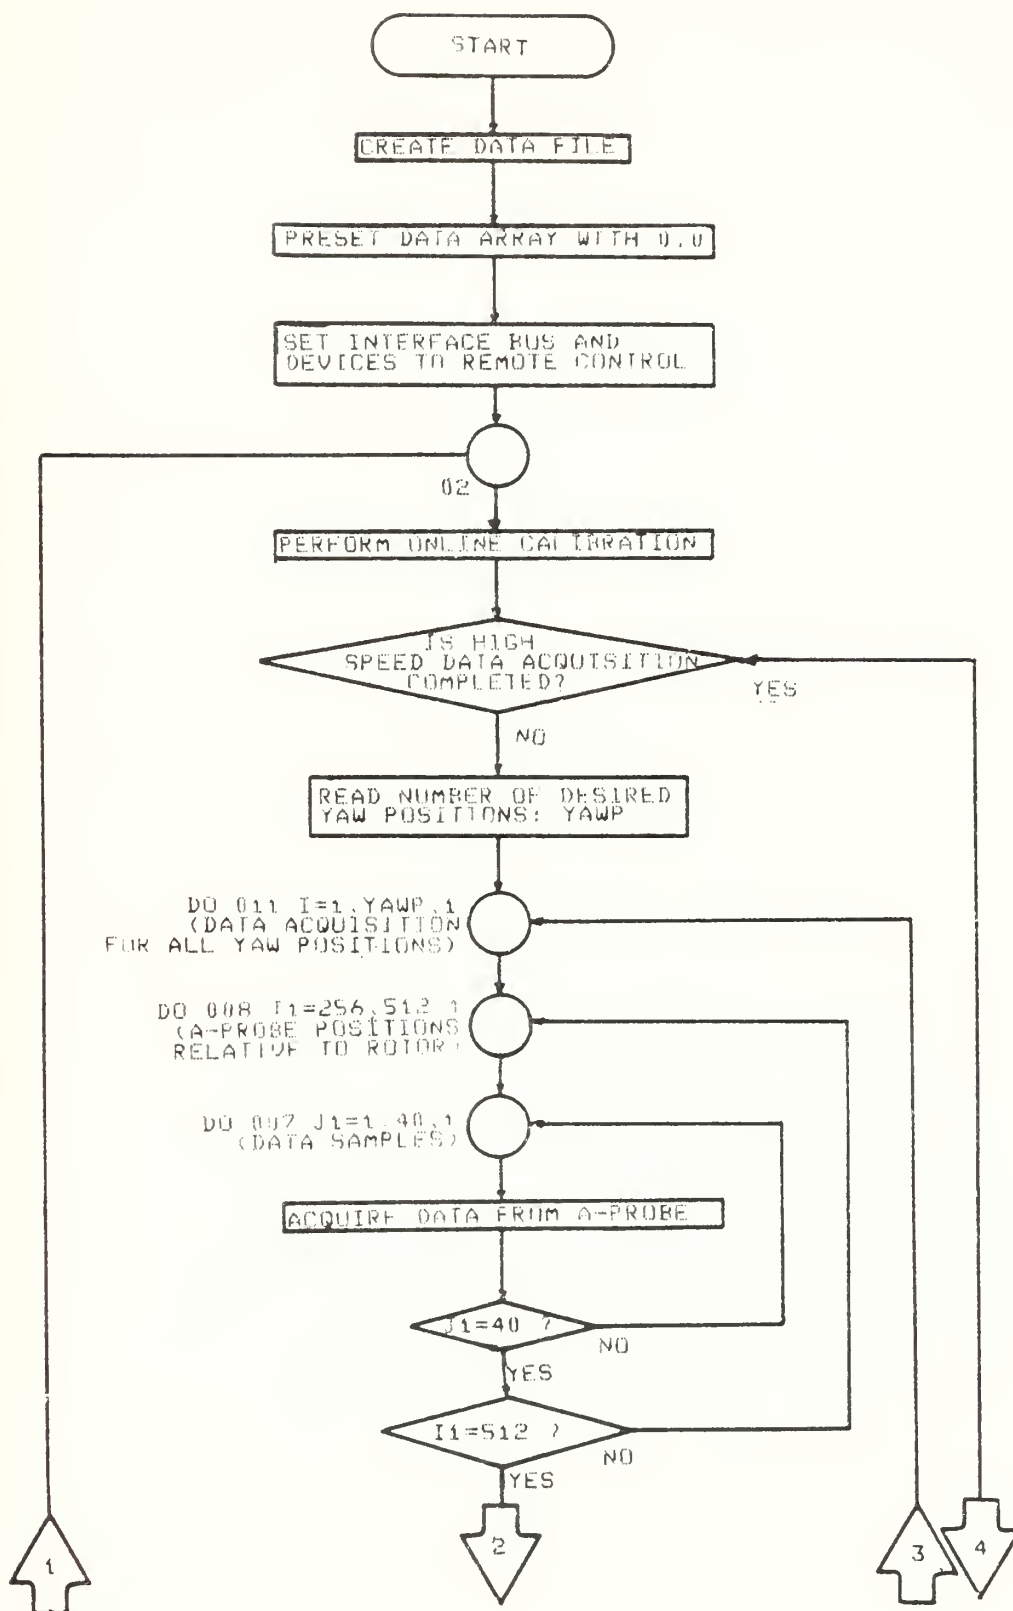 START
CREATE DATA FILE
PRESET DATA ARRAY WITH 0.0
SET INTERFACE BUS AND
DEVICES TO REMOTE CONTROL
02
PERFORM ONLINE CALIBRATION
IS HIGH
SPEED DATA ACQUISITION
COMPLETED?
YES
NO
READ NUMBER OF DESIRED
YAW POSITIONS: YAWP
DO 011 I=1,YAWP,1
(DATA ACQUISITION
FOR ALL YAW POSITIONS)
DO 008 I1=256,512,1
(A-PROBE POSITIONS
RELATIVE TO ROTOR)
DO 007 J1=1,40,1
(DATA SAMPLES)
ACQUIRE DATA FROM A-PROBE
J1=40 ?
NO
YES
I1=512 ?
NO
YES
1
2
3
4